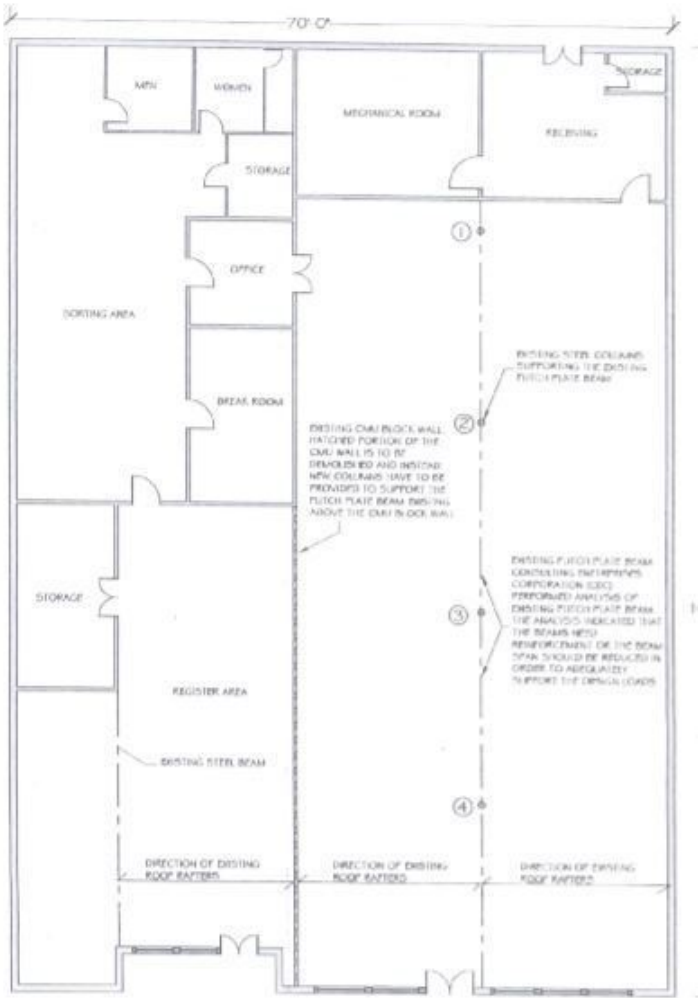 70'-0"
MEN
WOMEN
STORAGE
MECHANICAL ROOM
RECEIVING
STORAGE
①
OFFICE
SORTING AREA
EXISTING STEEL COLUMNS
SUPPORTING THE EXISTING
FLITCH PLATE BEAM
②
BREAK ROOM
EXISTING CMU BLOCK WALL
HATCHED PORTION OF THE
CMU WALL IS TO BE
DEMOLISHED AND INSTEAD
NEW COLUMNS HAVE TO BE
PROVIDED TO SUPPORT THE
FLITCH PLATE BEAM EXISTING
ABOVE THE CMU BLOCK WALL
STORAGE
EXISTING FLITCH PLATE BEAM
CONSULTING ENTERPRISES
CORPORATION (CEC)
PERFORMED ANALYSIS OF
EXISTING FLITCH PLATE BEAM
THE ANALYSIS INDICATED THAT
THE BEAMS NEED
REINFORCEMENT OR THE BEAM
SPAN SHOULD BE REDUCED IN
ORDER TO ADEQUATELY
SUPPORT THE DESIGN LOADS
③
REGISTER AREA
EXISTING STEEL BEAM
④
DIRECTION OF EXISTING
ROOF RAFTERS
DIRECTION OF EXISTING
ROOF RAFTERS
DIRECTION OF EXISTING
ROOF RAFTERS